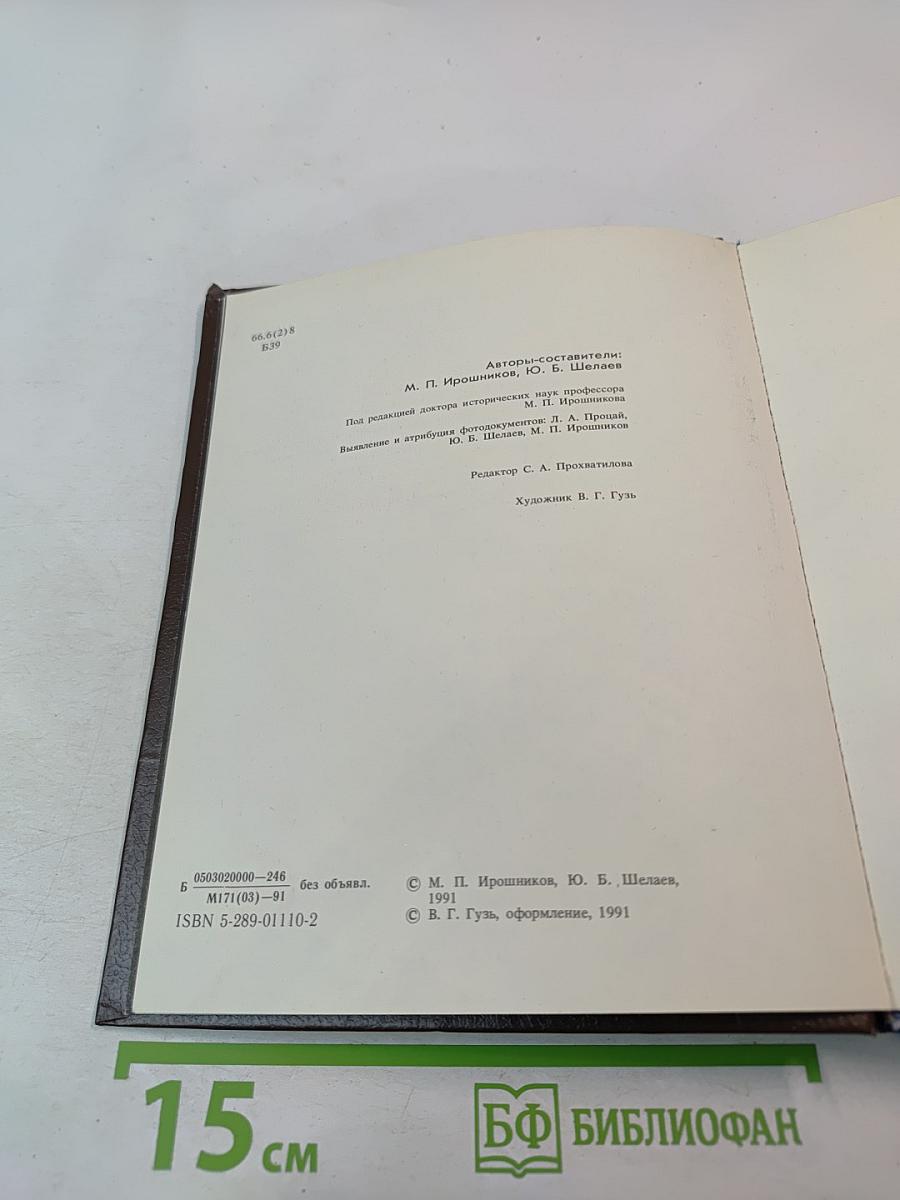 66.6(2)8
Б39
Авторы-составители:
М. П. Ирошников, Ю. Б. Шелаев
Под редакцией доктора исторических наук профессора
М. П. Ирошникова
Выявление и атрибуция фотодокументов: Л. А. Процай,
Ю. Б. Шелаев, М. П. Ирошников
Редактор С. А. Прохватилова
Художник В. Г. Гузь
Б 0503020000—246 без объявл.
М171(03)—91
ISBN 5-289-01110-2
© М. П. Ирошников, Ю. Б. Шелаев,
1991
© В. Г. Гузь, оформление, 1991
15 см
БФ БИБЛИОФАН